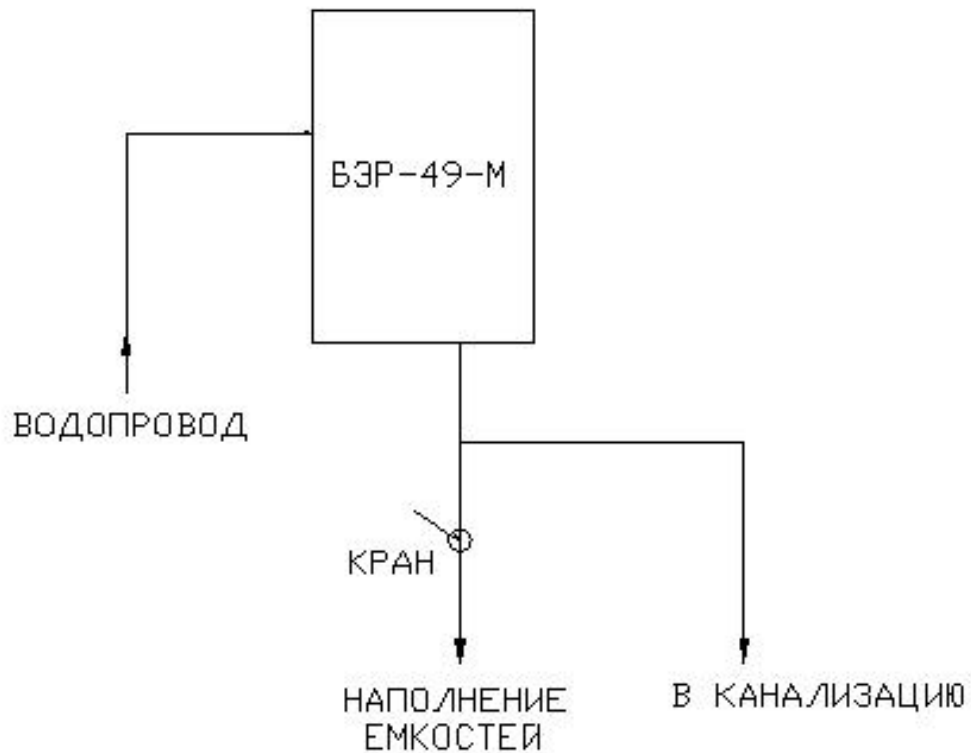 БЭР-49-М
ВОДОПРОВОД
КРАН
НАПОЛНЕНИЕ
ЕМКОСТЕЙ
В КАНАЛИЗАЦИЮ